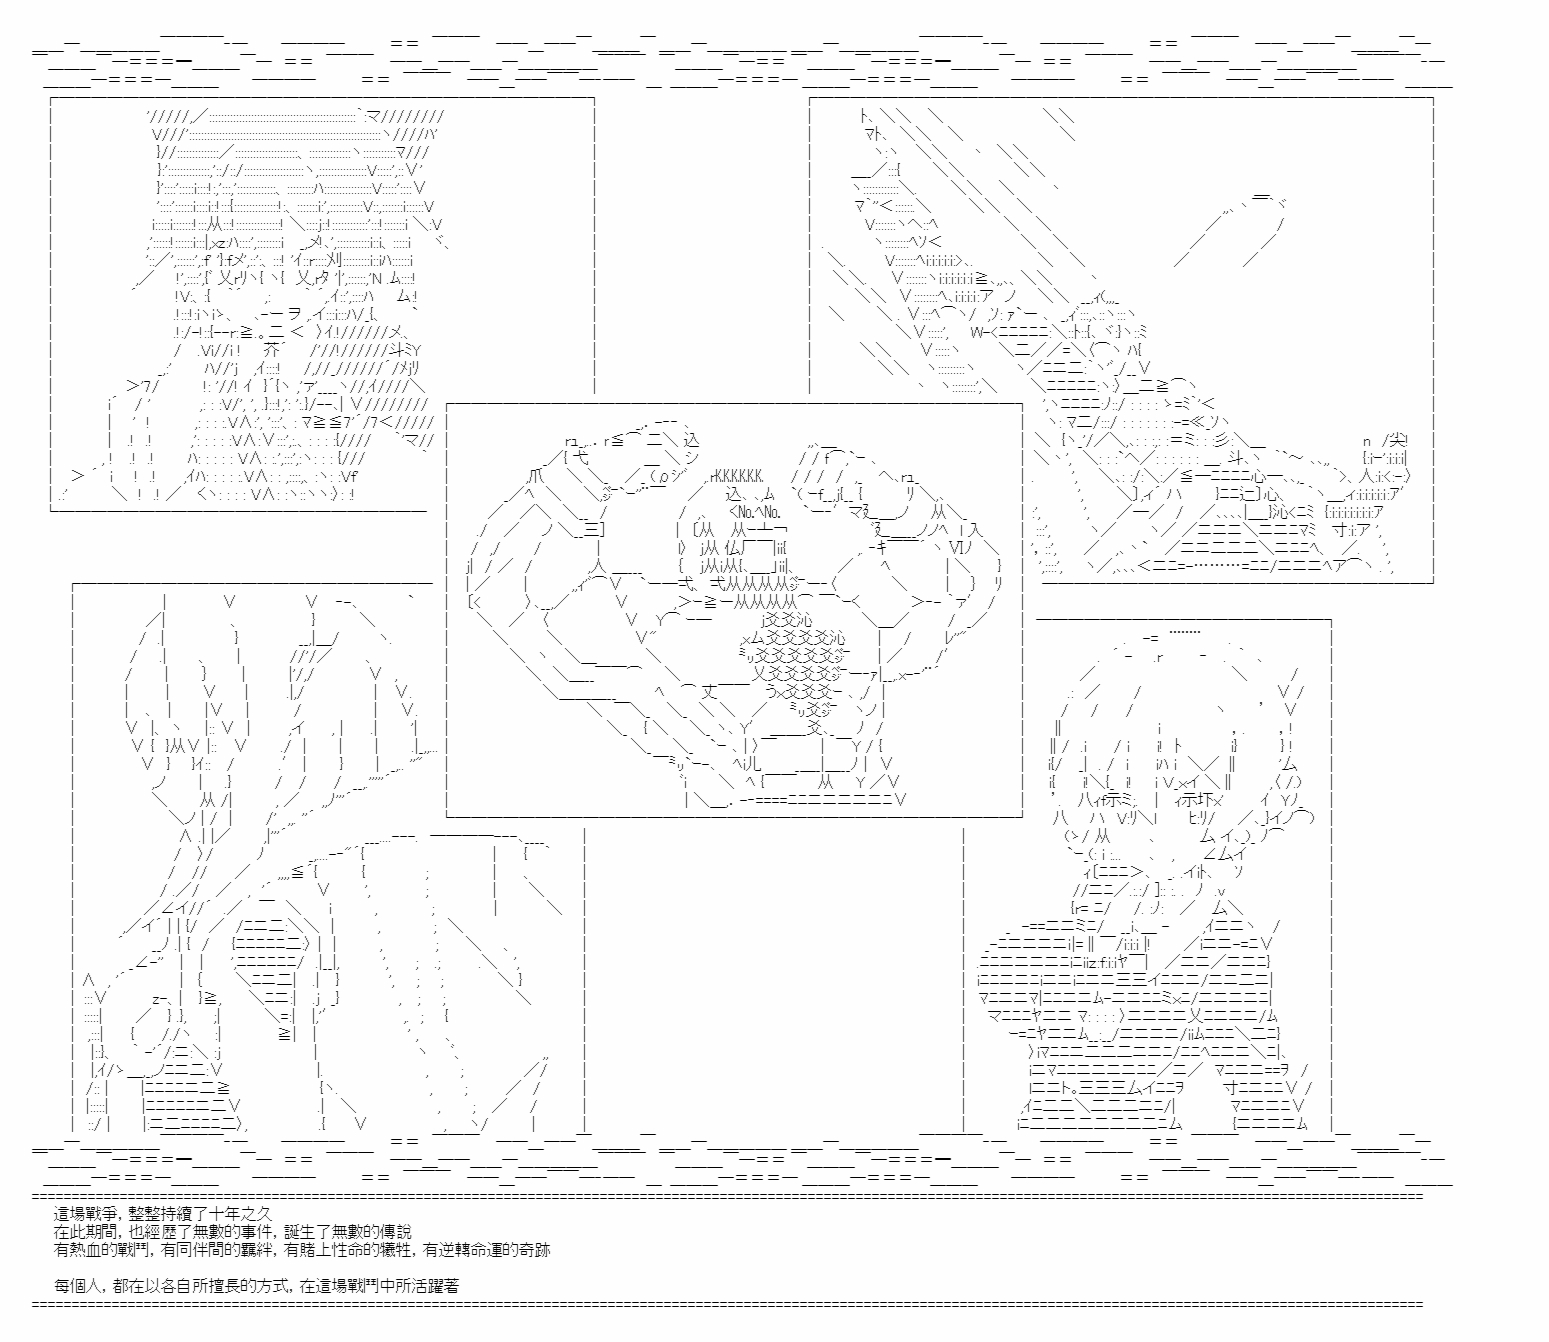 這場戰爭, 整整持續了十年之久
在此期間, 也經歷了無數的事件, 誕生了無數的傳說
有熱血的戰鬥, 有同伴間的羈絆, 有賭上性命的犧牲, 有逆轉命運的奇跡
每個人, 都在以各自所擅長的方式, 在這場戰鬥中所活躍著